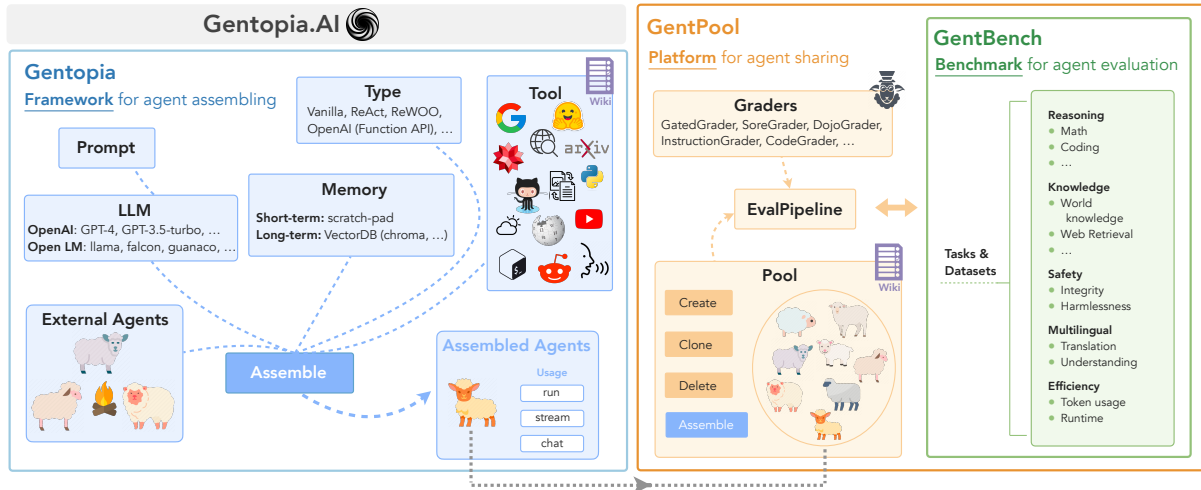 Gentopia.AI
Gentopia
Framework for agent assembling
Prompt
Type
Vanilla, ReAct, ReWOO,
OpenAI (Function API), …
Tool
Wiki
arXiv
LLM
OpenAI: GPT-4, GPT-3.5-turbo, …
Open LM: llama, falcon, guanaco, …
Memory
Short-term: scratch-pad
Long-term: VectorDB (chroma, …)
External Agents
Assemble
Assembled Agents
Usage
run
stream
chat
GentPool
Platform for agent sharing
Graders
GatedGrader, SoreGrader, DojoGrader,
InstructionGrader, CodeGrader, …
EvalPipeline
Pool
Wiki
Create
Clone
Delete
Assemble
GentBench
Benchmark for agent evaluation
Tasks &
Datasets
Reasoning
Math
Coding
…
Knowledge
World
knowledge
Web Retrieval
…
Safety
Integrity
Harmlessness
Multilingual
Translation
Understanding
Efficiency
Token usage
Runtime